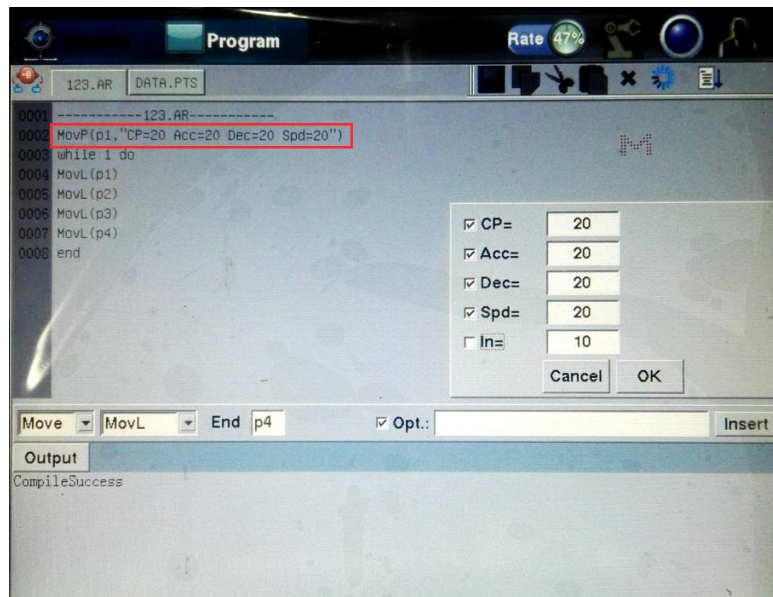 Program
Rate 47%
123.AR
DATA.PTS
0001 -----------123.AR-----------
0002 MovP(p1,"CP=20 Acc=20 Dec=20 Spd=20")
0003 while 1 do
0004 MovL(p1)
0005 MovL(p2)
0006 MovL(p3)
0007 MovL(p4)
0008 end
M
CP= 20
Acc= 20
Dec= 20
Spd= 20
In= 10
Cancel OK
Move MovL End p4 Opt.: Insert
Output
CompileSuccess